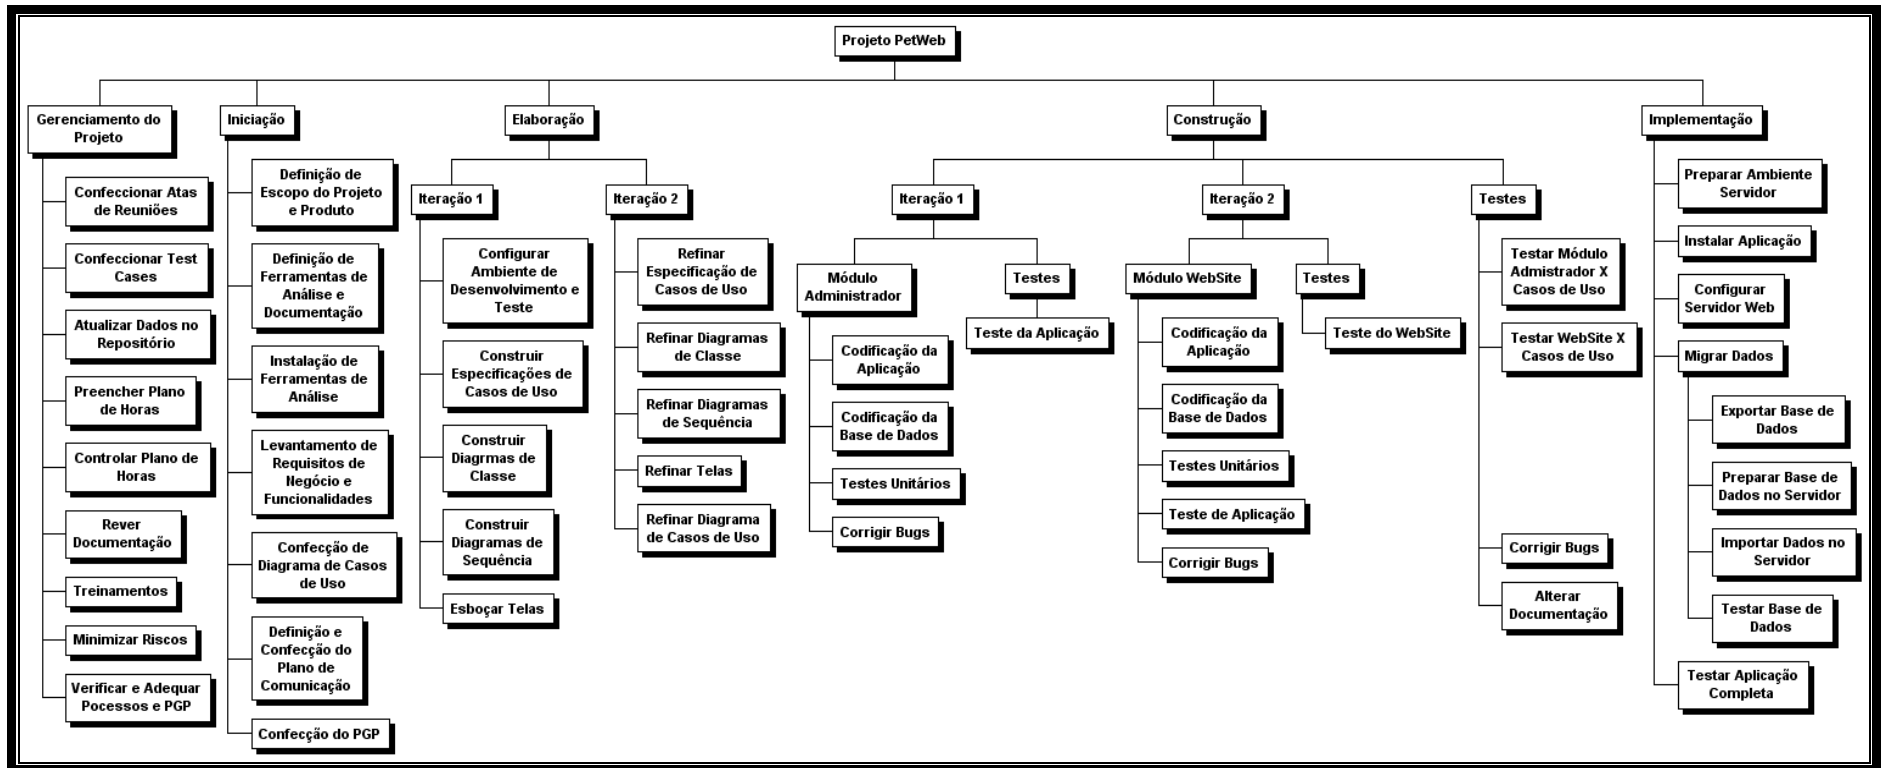 Projeto PetWeb
Gerenciamento do
Projeto
Confeccionar Atas
de Reuniões
Confeccionar Test
Cases
Atualizar Dados no
Repositório
Preencher Plano
de Horas
Controlar Plano de
Horas
Rever
Documentação
Treinamentos
Minimizar Riscos
Verificar e Adequar
Pocessos e PGP
Iniciação
Definição de
Escopo do Projeto
e Produto
Definição de
Ferramentas de
Análise e
Documentação
Instalação de
Ferramentas de
Análise
Levantamento de
Requisitos de
Negócio e
Funcionalidades
Confecção de
Diagrama de Casos
de Uso
Definição e
Confecção do
Plano de
Comunicação
Confecção do PGP
Elaboração
Iteração 1
Configurar
Ambiente de
Desenvolvimento e
Teste
Construir
Especificações de
Casos de Uso
Construir
Diagrmas de
Classe
Construir
Diagramas de
Sequência
Esboçar Telas
Iteração 2
Refinar
Especificação de
Casos de Uso
Refinar Diagramas
de Classe
Refinar Diagramas
de Sequência
Refinar Telas
Refinar Diagrama
de Casos de Uso
Construção
Iteração 1
Módulo
Administrador
Codificação da
Aplicação
Codificação da
Base de Dados
Testes Unitários
Corrigir Bugs
Testes
Teste da Aplicação
Iteração 2
Módulo WebSite
Codificação da
Aplicação
Codificação da
Base de Dados
Testes Unitários
Teste de Aplicação
Corrigir Bugs
Testes
Teste do WebSite
Testes
Testar Módulo
Admistrador X
Casos de Uso
Testar WebSite X
Casos de Uso
Corrigir Bugs
Alterar
Documentação
Implementação
Preparar Ambiente
Servidor
Instalar Aplicação
Configurar
Servidor Web
Migrar Dados
Exportar Base de
Dados
Preparar Base de
Dados no Servidor
Importar Dados no
Servidor
Testar Base de
Dados
Testar Aplicação
Completa